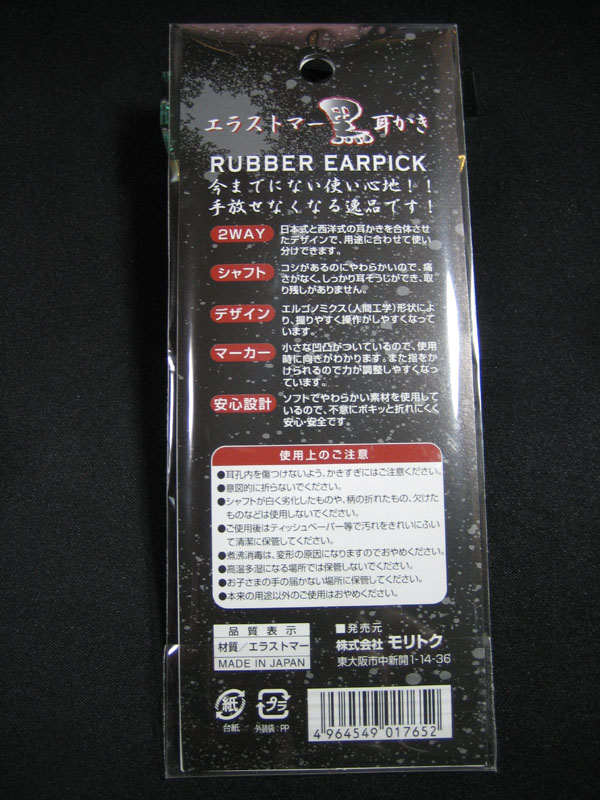 エラストマー黒耳かき
RUBBER EARPICK
今までにない使い心地！！
手放せなくなる逸品です！
2WAY
日本式と西洋式の耳かきを合体させ
たデザインで、用途に合わせて使い
分けできます。
シャフト
コシがあるのにやわらかいので、痛
さがなく、しっかり耳そうじができ、取
り残しがありません。
デザイン
エルゴノミクス(人間工学)形状によ
り、握りやすく操作がしやすくなって
います。
マーカー
小さな凹凸がついているので、使用
時に向きがわかります。また指をか
けられるので力が調整しやすくなっ
ています。
安心設計
ソフトでやわらかい素材を使用して
いるので、不意にポキッと折れにくく
安心・安全です。
使用上のご注意
●耳孔内を傷つけないよう、かきすぎにはご注意ください。
●意図的に折らないでください。
●シャフトが白く劣化したものや、柄の折れたもの、欠けた
ものなどは使用しないでください。
●ご使用後はティッシュペーパー等で汚れをきれいにふい
て清潔に保管してください。
●煮沸消毒は、変形の原因になりますのでおやめください。
●高温多湿になる場所では保管しないでください。
●お子さまの手の届かない場所に保管してください。
●本来の用途以外のご使用はおやめください。
品質表示
材質／エラストマー
MADE IN JAPAN
■発売元
株式会社 モリトク
東大阪市中新開1-14-36
紙
台紙
プラ
外装袋：PP
4 964549 017652